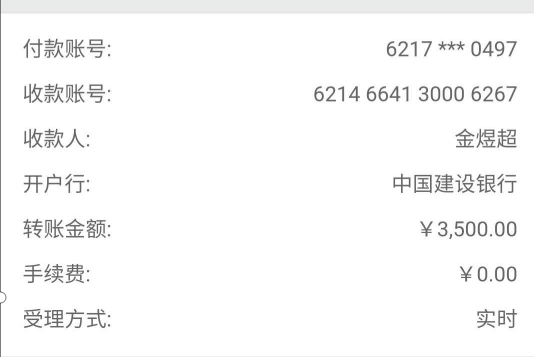 付款账号: 6217 *** 0497
收款账号: 6214 6641 3000 6267
收款人: 金煜超
开户行: 中国建设银行
转账金额: ￥3,500.00
手续费: ￥0.00
受理方式: 实时